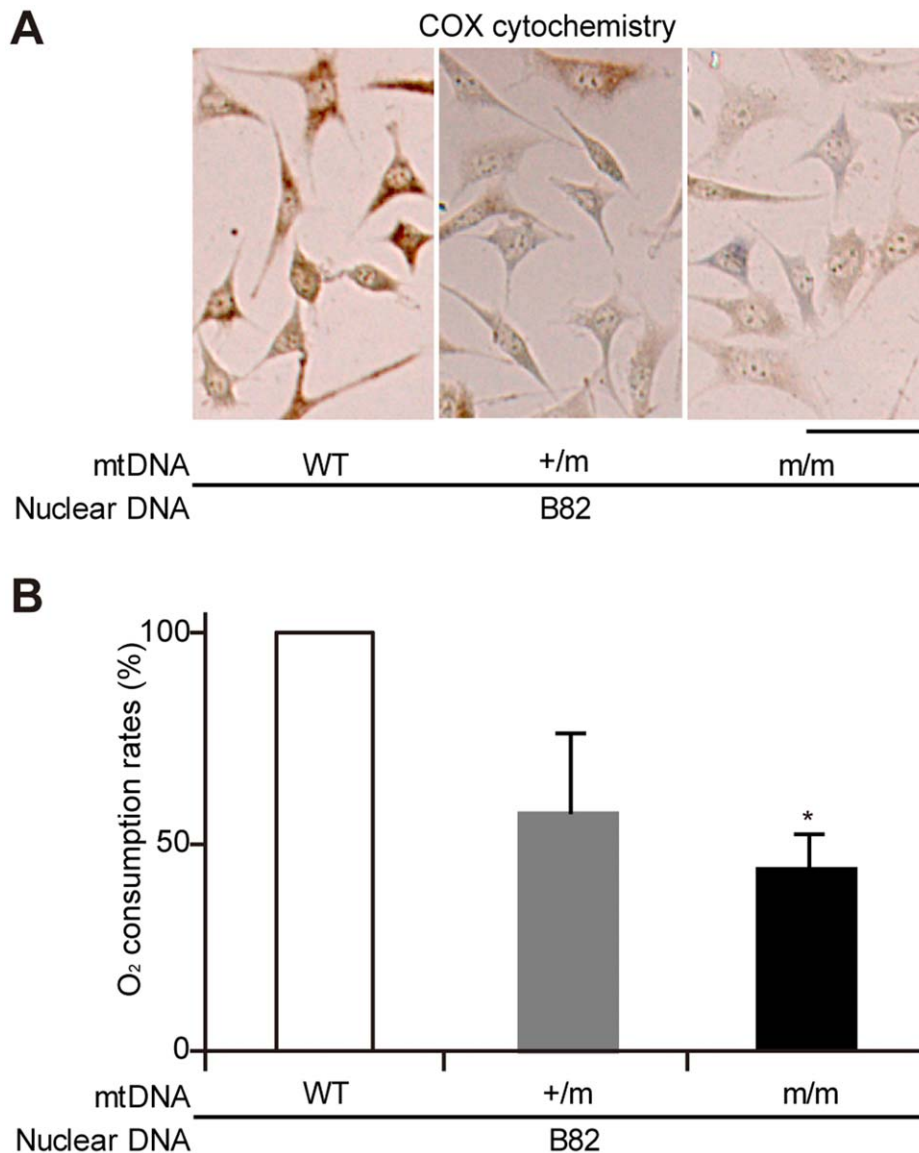 A
COX cytochemistry
mtDNA WT +/m m/m
Nuclear DNA B82
B
O₂ consumption rates (%)
100
50
0
*
mtDNA WT +/m m/m
Nuclear DNA B82